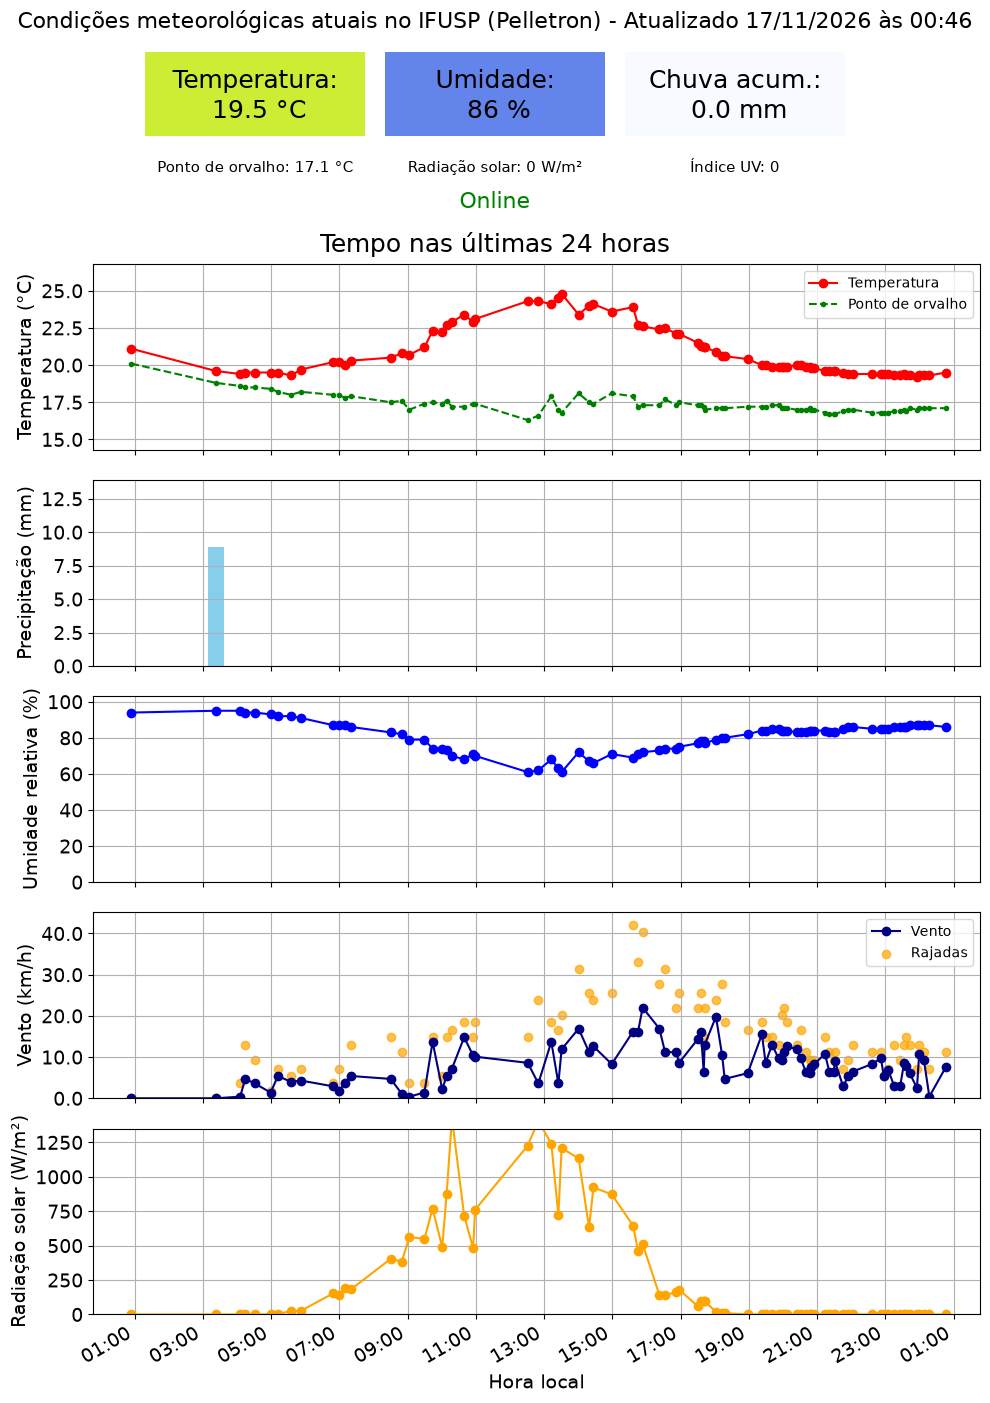 Condições meteorológicas atuais no IFUSP (Pelletron) - Atualizado 17/11/2026 às 00:46
Temperatura:
19.5 °C
Umidade:
86 %
Chuva acum.:
0.0 mm
Ponto de orvalho: 17.1 °C
Radiação solar: 0 W/m²
Índice UV: 0
Online
Tempo nas últimas 24 horas
Temperatura (°C)
25.0
22.5
20.0
17.5
15.0
Temperatura
Ponto de orvalho
Precipitação (mm)
12.5
10.0
7.5
5.0
2.5
0.0
Umidade relativa (%)
100
80
60
40
20
0
Vento (km/h)
40.0
30.0
20.0
10.0
0.0
Vento
Rajadas
Radiação solar (W/m²)
1250
1000
750
500
250
0
01:00
03:00
05:00
07:00
09:00
11:00
13:00
15:00
17:00
19:00
21:00
23:00
01:00
Hora local